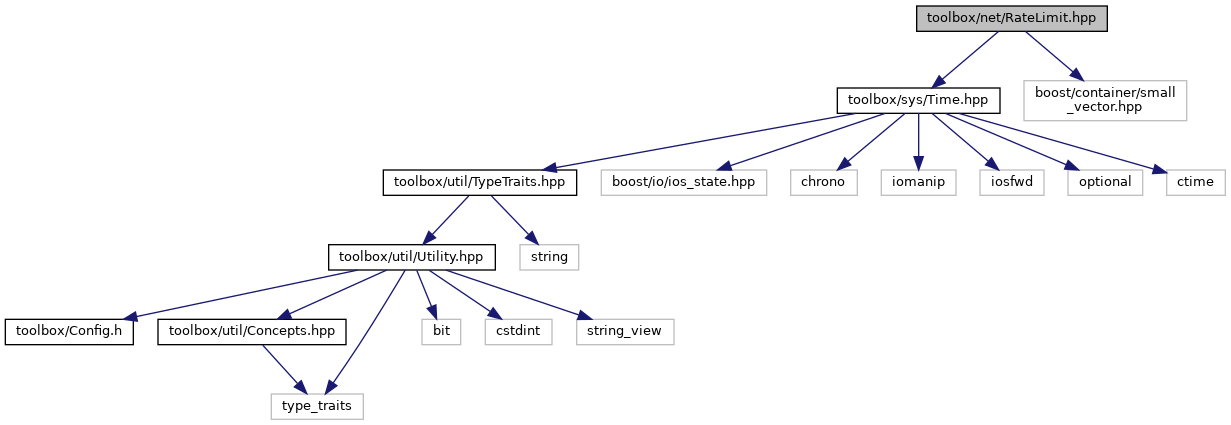 toolbox/net/RateLimit.hpp
toolbox/sys/Time.hpp
boost/container/small
_vector.hpp
toolbox/util/TypeTraits.hpp
boost/io/ios_state.hpp
chrono
iomanip
iosfwd
optional
ctime
toolbox/util/Utility.hpp
string
toolbox/Config.h
toolbox/util/Concepts.hpp
bit
cstdint
string_view
type_traits